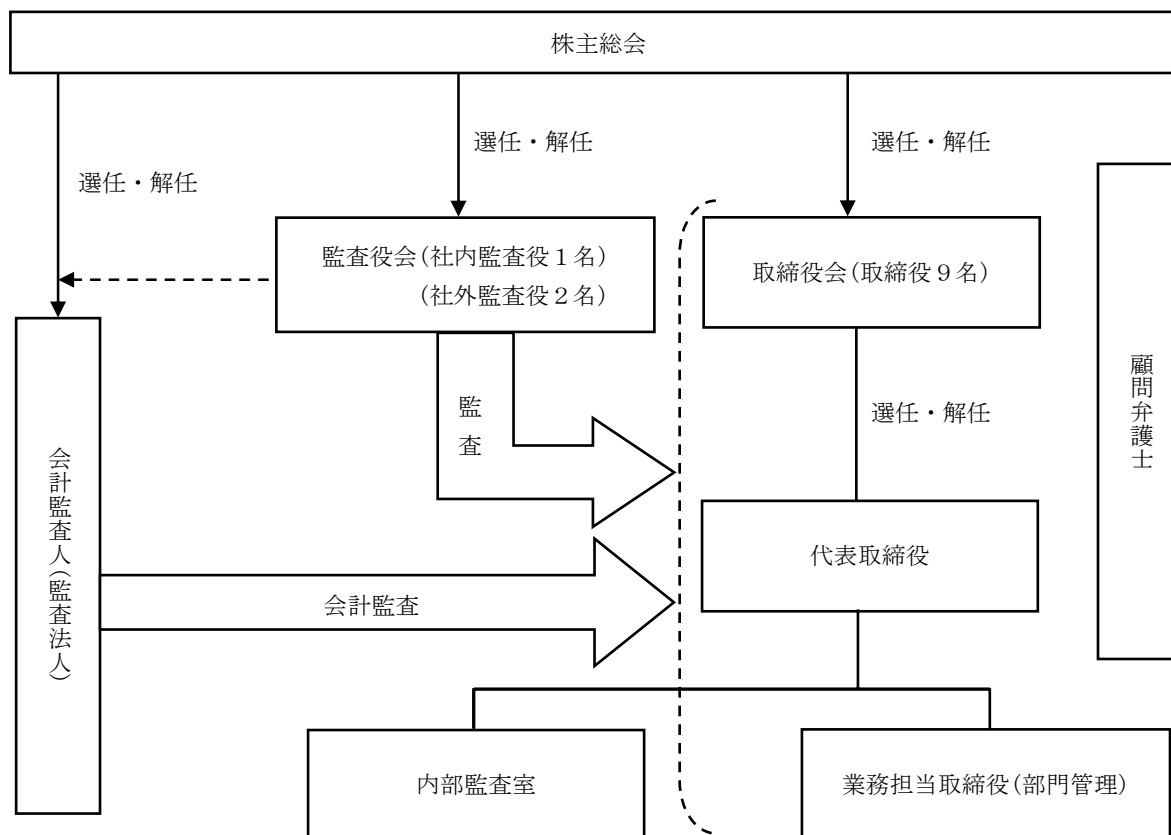 株主総会
選任・解任
選任・解任
選任・解任
監査役会(社内監査役１名)
(社外監査役２名)
取締役会(取締役９名)
監査
選任・解任
顧問弁護士
会計監査人(監査法人)
代表取締役
会計監査
内部監査室
業務担当取締役(部門管理)